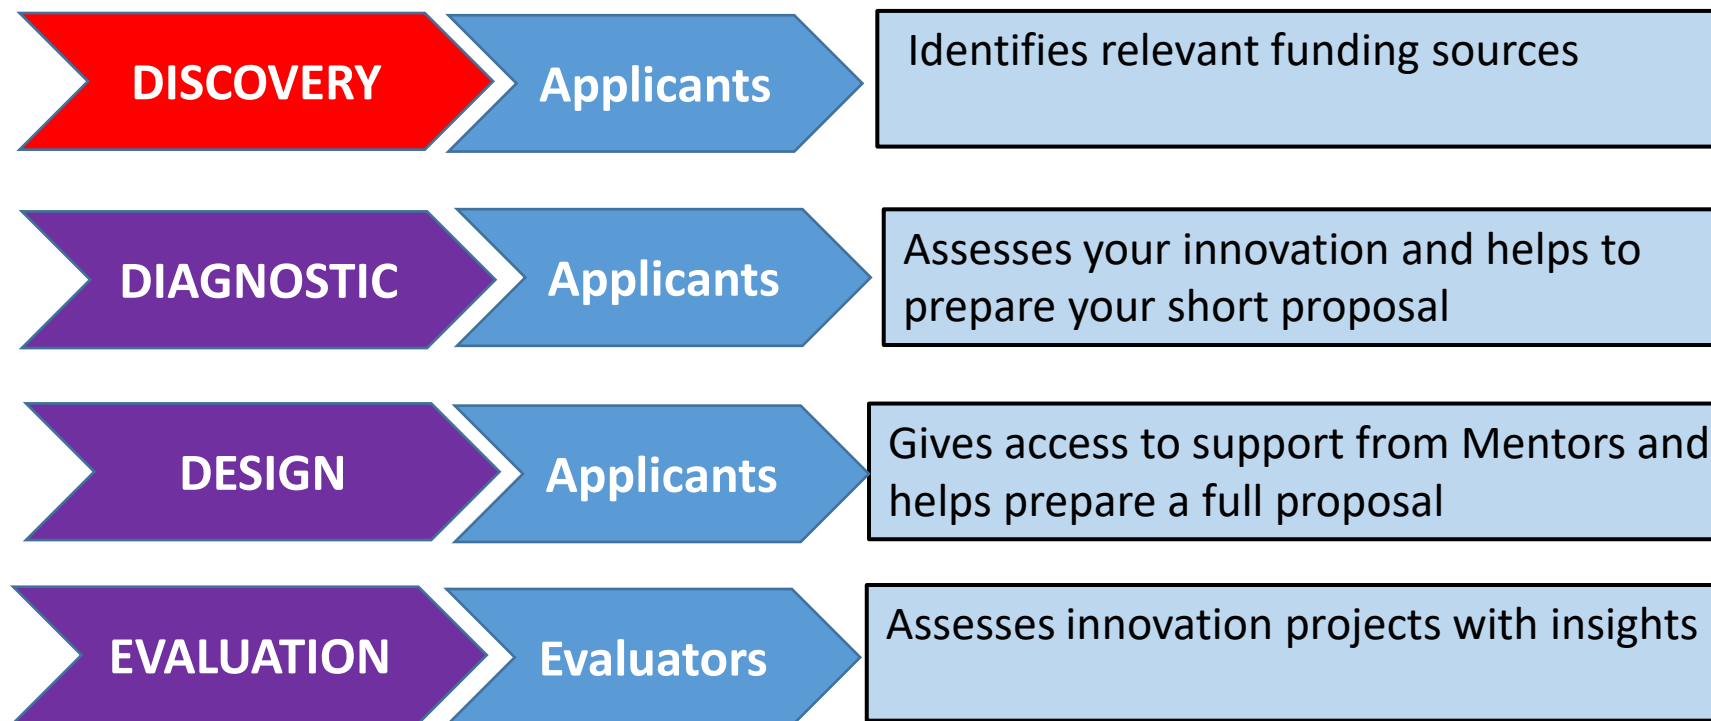 DISCOVERY
Applicants
Identifies relevant funding sources
DIAGNOSTIC
Applicants
Assesses your innovation and helps to
prepare your short proposal
DESIGN
Applicants
Gives access to support from Mentors and
helps prepare a full proposal
EVALUATION
Evaluators
Assesses innovation projects with insights